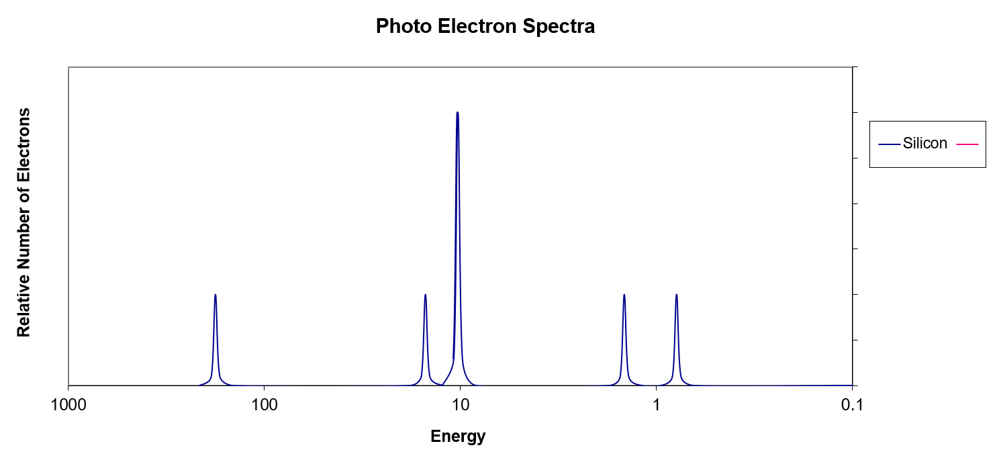 Photo Electron Spectra
Relative Number of Electrons
Silicon
1000 100 10 1 0.1
Energy